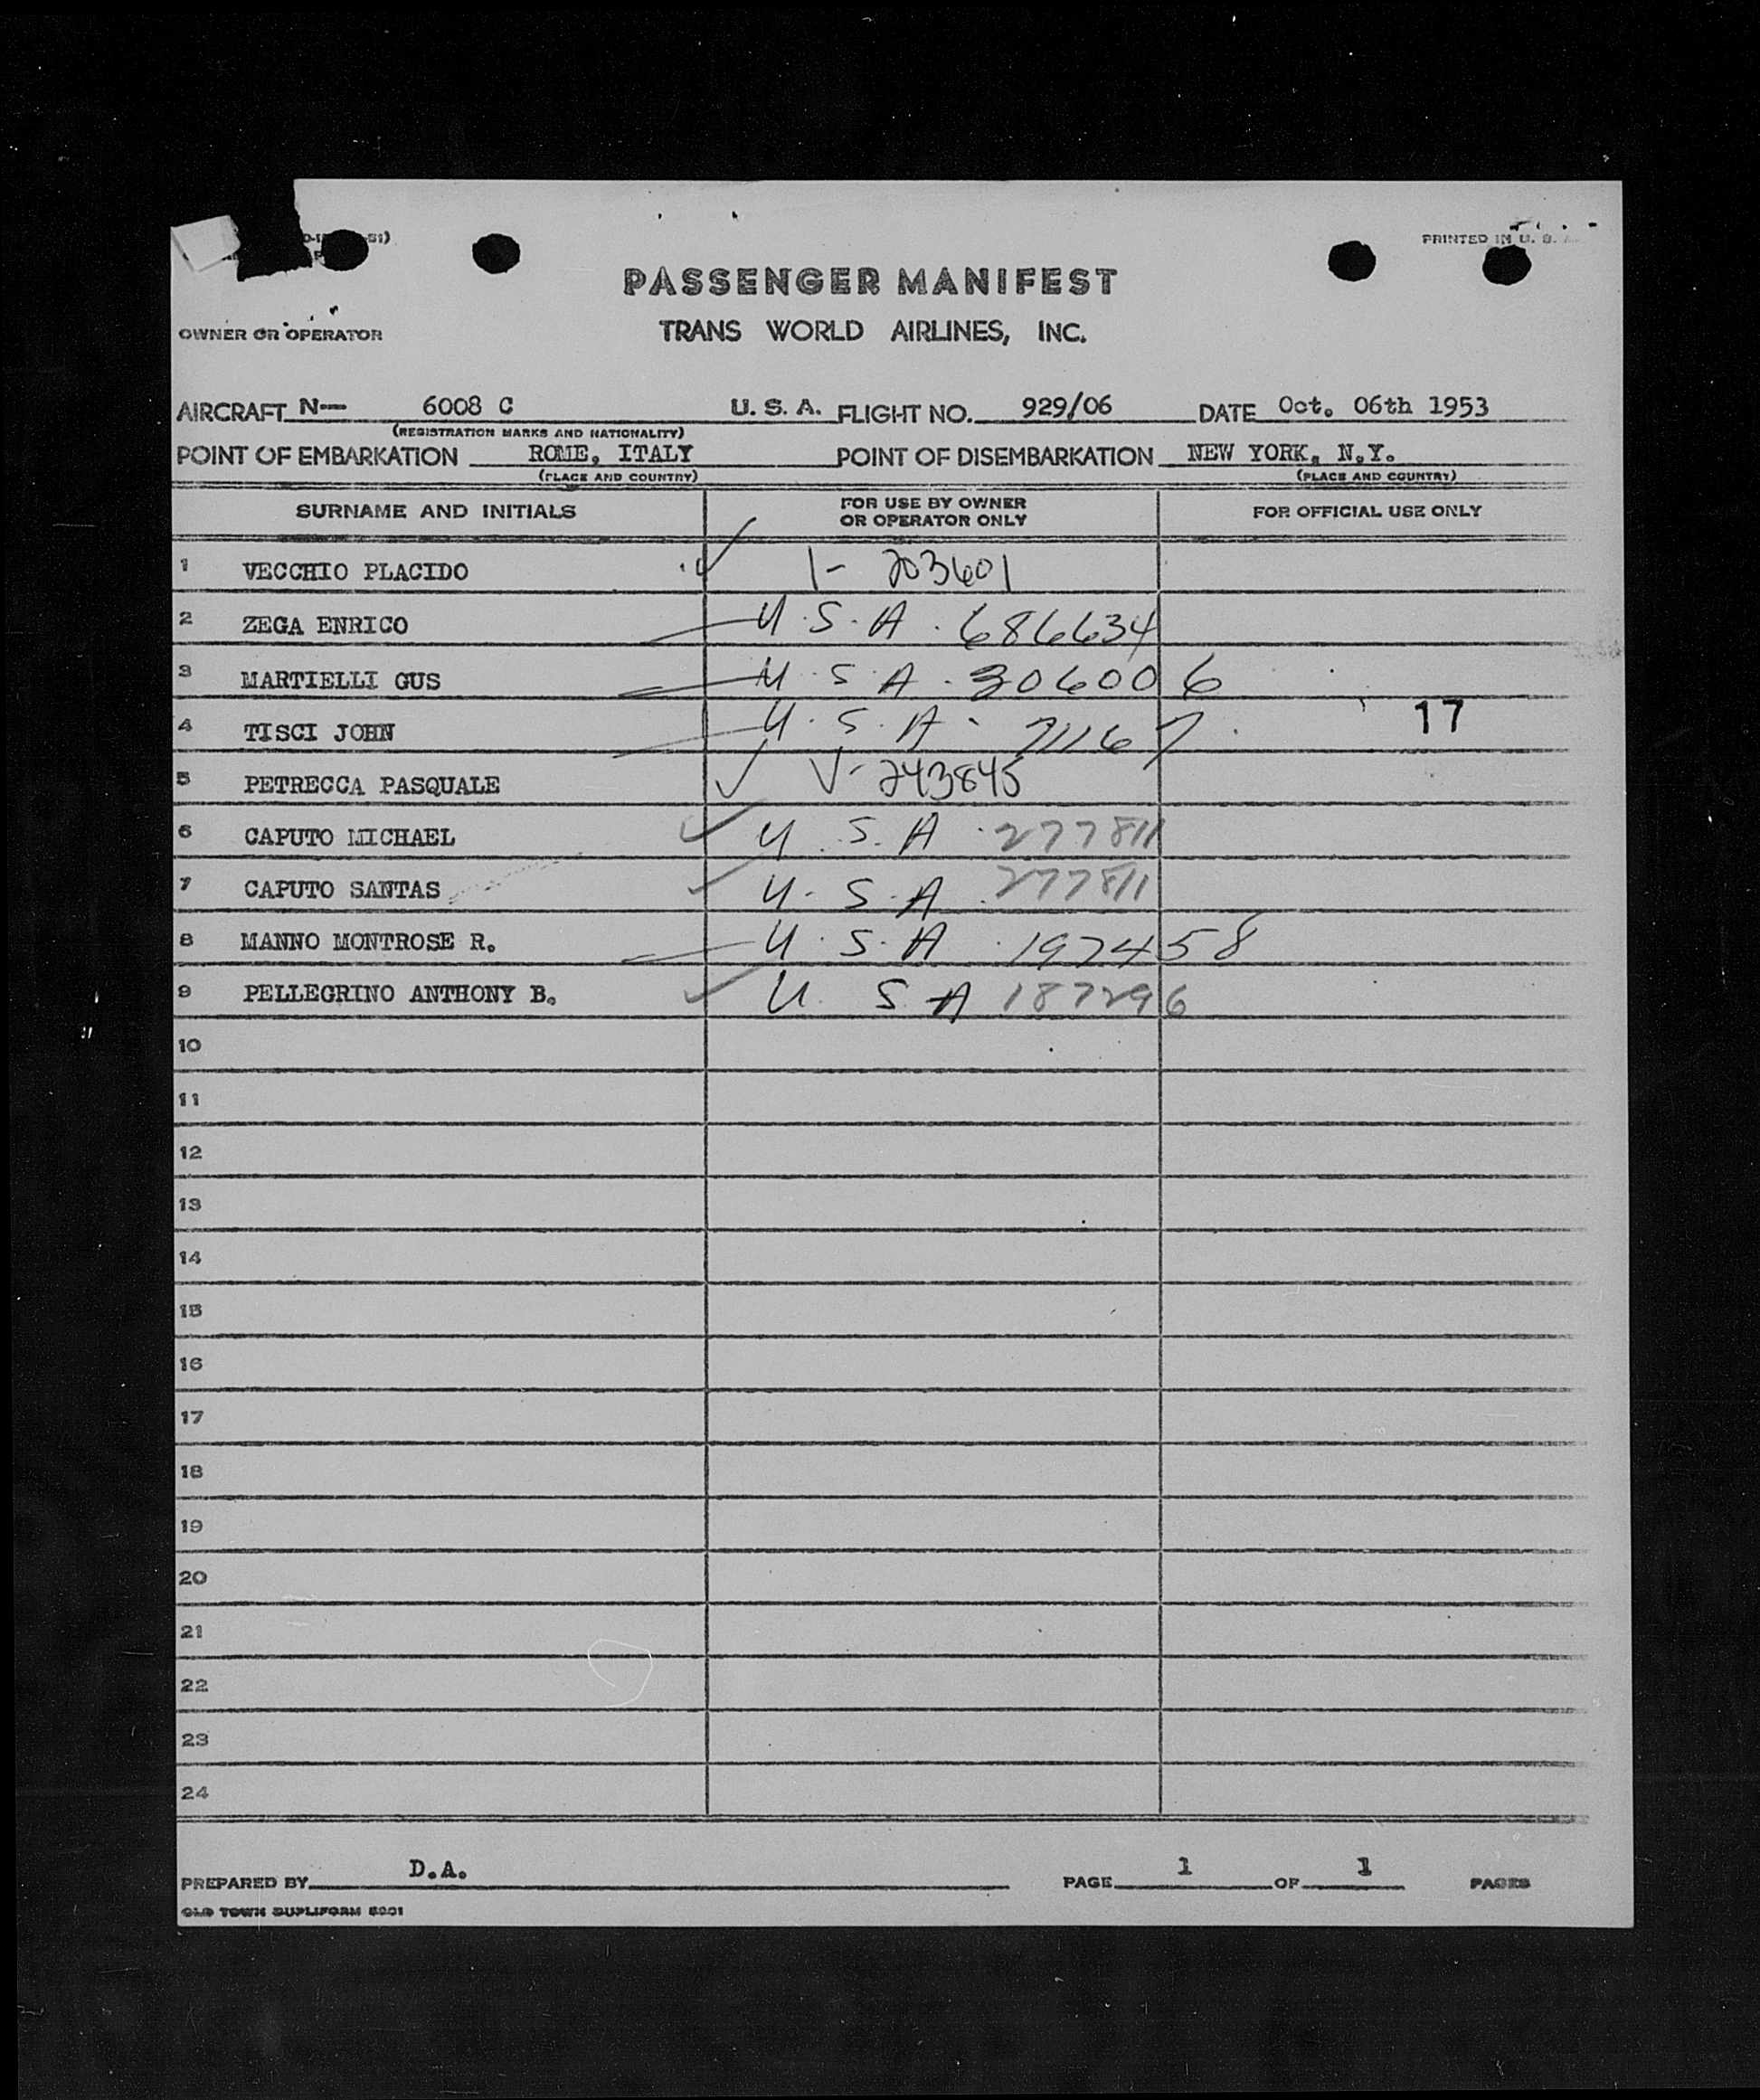 PRINTED IN U. S. A.
PASSENGER MANIFEST
OWNER OR OPERATOR TRANS WORLD AIRLINES, INC.
AIRCRAFT N— 6008 C U. S. A. FLIGHT NO. 929/06 DATE Oct. 06th 1953
(REGISTRATION MARKS AND NATIONALITY)
POINT OF EMBARKATION ROME, ITALY POINT OF DISEMBARKATION NEW YORK, N.Y.
(PLACE AND COUNTRY) (PLACE AND COUNTRY)
SURNAME AND INITIALS FOR USE BY OWNER OR OPERATOR ONLY FOR OFFICIAL USE ONLY
1 VECCHIO PLACIDO 1- 203601
2 ZEGA ENRICO U.S.A. 686634
3 MARTIELLI GUS U.S.A. 306006
4 TISCI JOHN U.S.A. 71167 17
5 PETRECCA PASQUALE V-243845
6 CAPUTO MICHAEL U.S.A. 277811
7 CAPUTO SANTAS U.S.A. 277811
8 MANNO MONTROSE R. U.S.A. 197458
9 PELLEGRINO ANTHONY B. U.S.A 187296
10
11
12
13
14
15
16
17
18
19
20
21
22
23
24
PREPARED BY D.A. PAGE 1 OF 1 PAGES
OLD TOWN DUPLIFORM